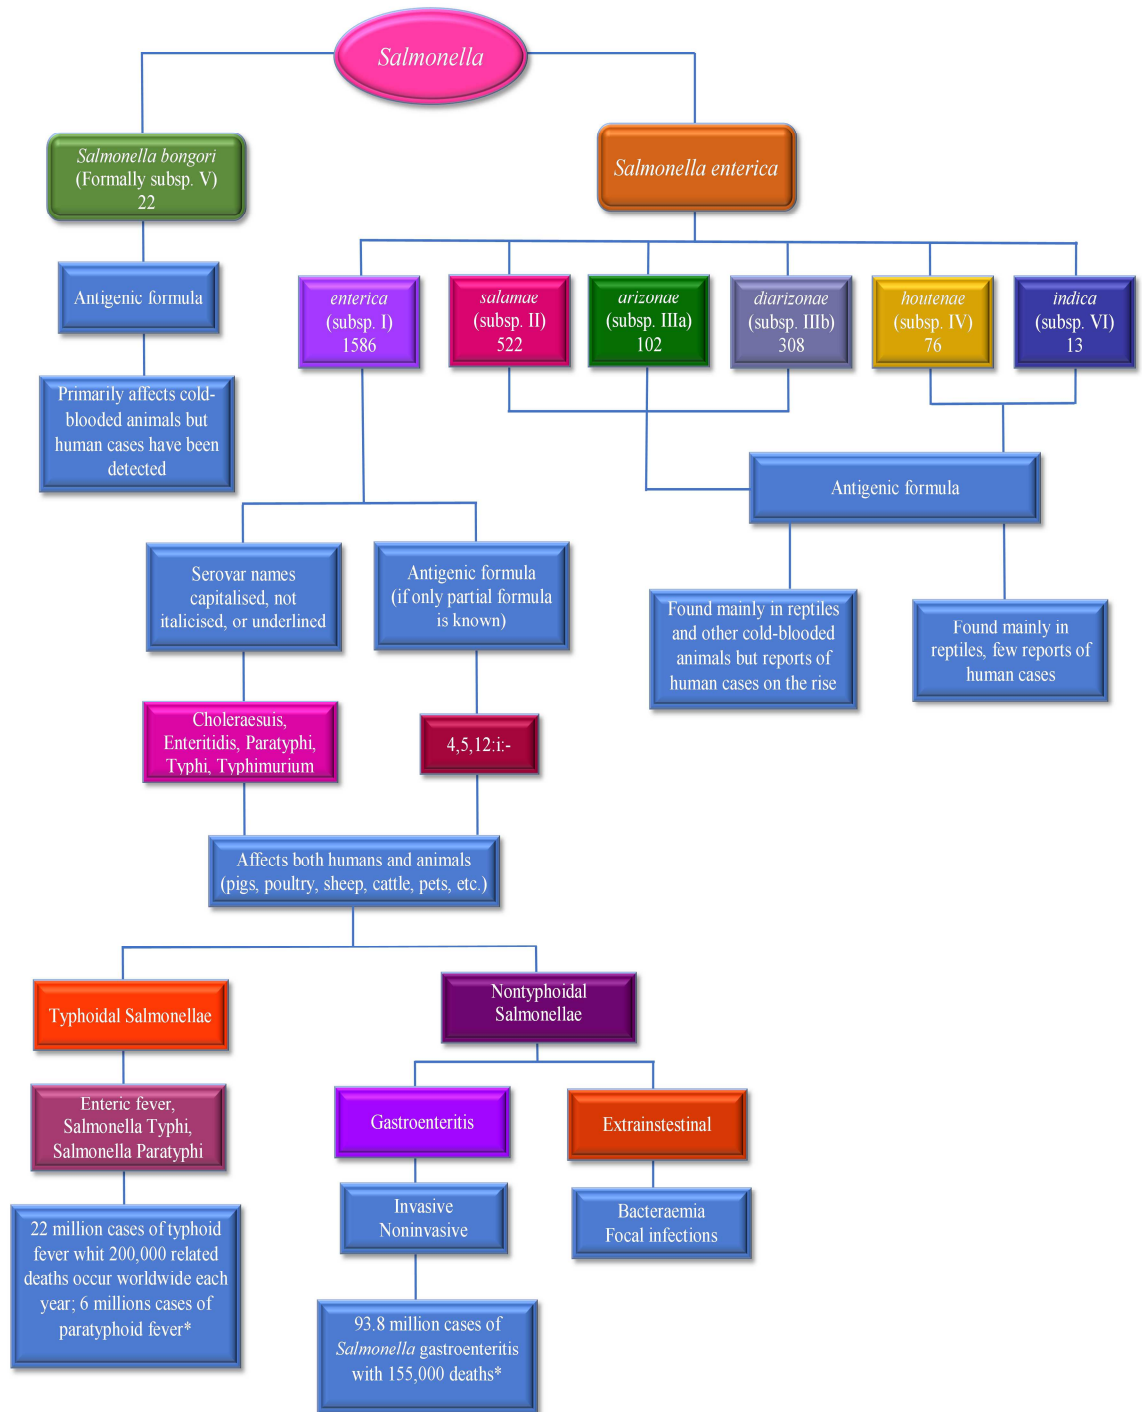 Salmonella
Salmonella bongori
(Formally subsp. V)
22
Salmonella enterica
Antigenic formula
Primarily affects cold-
blooded animals but
human cases have been
detected
enterica
(subsp. I)
1586
salamae
(subsp. II)
522
arizonae
(subsp. IIIa)
102
diarizonae
(subsp. IIIb)
308
houtenae
(subsp. IV)
76
indica
(subsp. VI)
13
Antigenic formula
Serovar names
capitalised, not
italicised, or underlined
Antigenic formula
(if only partial formula
is known)
Found mainly in reptiles
and other cold-blooded
animals but reports of
human cases on the rise
Found mainly in
reptiles, few reports of
human cases
Choleraesuis,
Enteritidis, Paratyphi,
Typhi, Typhimurium
4,5,12:i:-
Affects both humans and animals
(pigs, poultry, sheep, cattle, pets, etc.)
Typhoidal Salmonellae
Nontyphoidal
Salmonellae
Enteric fever,
Salmonella Typhi,
Salmonella Paratyphi
Gastroenteritis
Extrainstestinal
22 million cases of typhoid
fever whit 200,000 related
deaths occur worldwide each
year; 6 millions cases of
paratyphoid fever*
Invasive
Noninvasive
Bacteraemia
Focal infections
93.8 million cases of
Salmonella gastroenteritis
with 155,000 deaths*